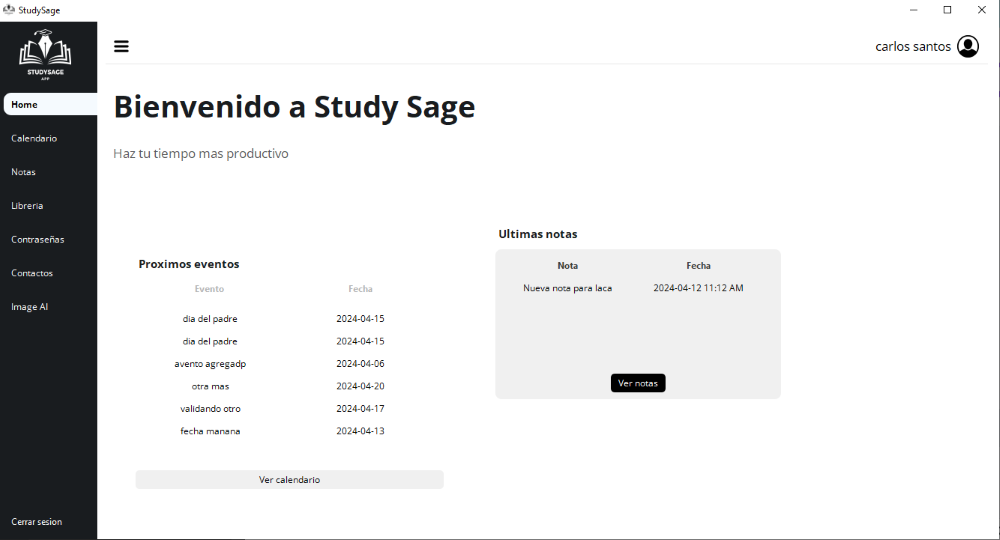 StudySage
STUDYSAGE
APP
carlos santos
Home
Calendario
Notas
Libreria
Contraseñas
Contactos
Image AI
Cerrar sesion
Bienvenido a Study Sage
Haz tu tiempo mas productivo
Proximos eventos
Evento Fecha
dia del padre 2024-04-15
dia del padre 2024-04-15
avento agregadp 2024-04-06
otra mas 2024-04-20
validando otro 2024-04-17
fecha manana 2024-04-13
Ver calendario
Ultimas notas
Nota Fecha
Nueva nota para laca 2024-04-12 11:12 AM
Ver notas